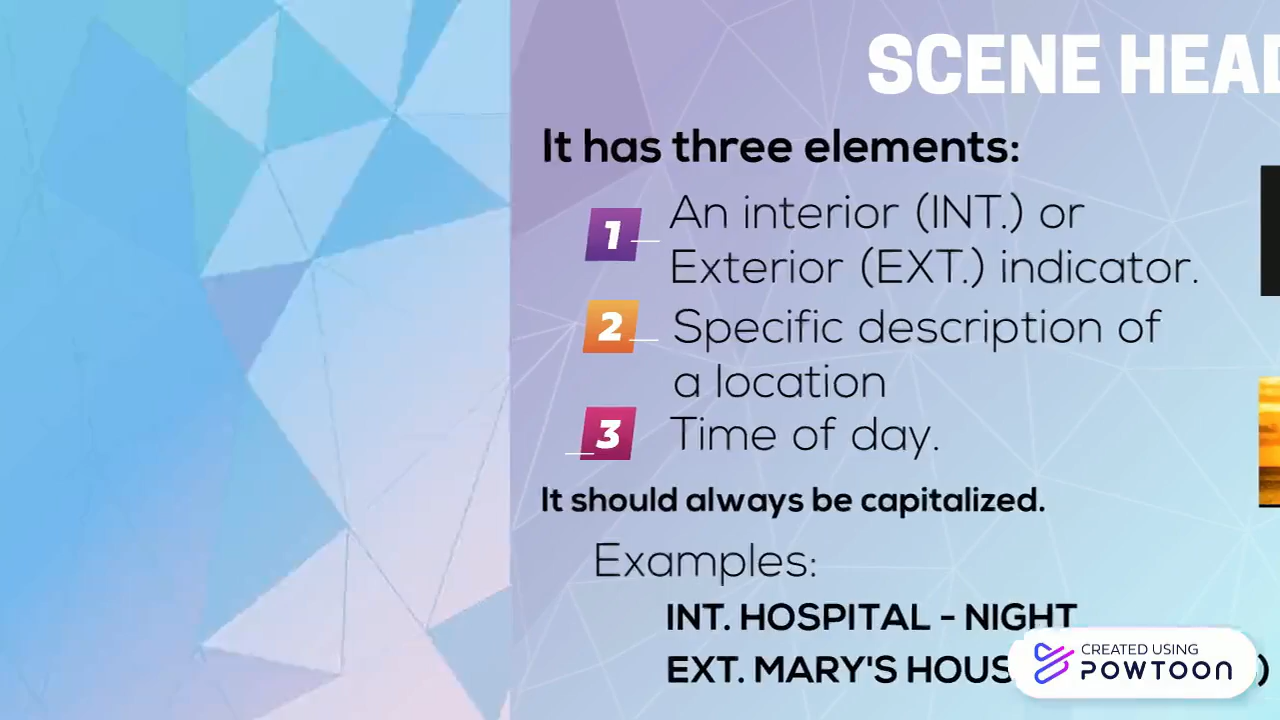 SCENE HEAD
It has three elements:
1 An interior (INT.) or
Exterior (EXT.) indicator.
2 Specific description of
a location
3 Time of day.
It should always be capitalized.
Examples:
INT. HOSPITAL - NIGHT
EXT. MARY'S HOUS )
CREATED USING
POWTOON